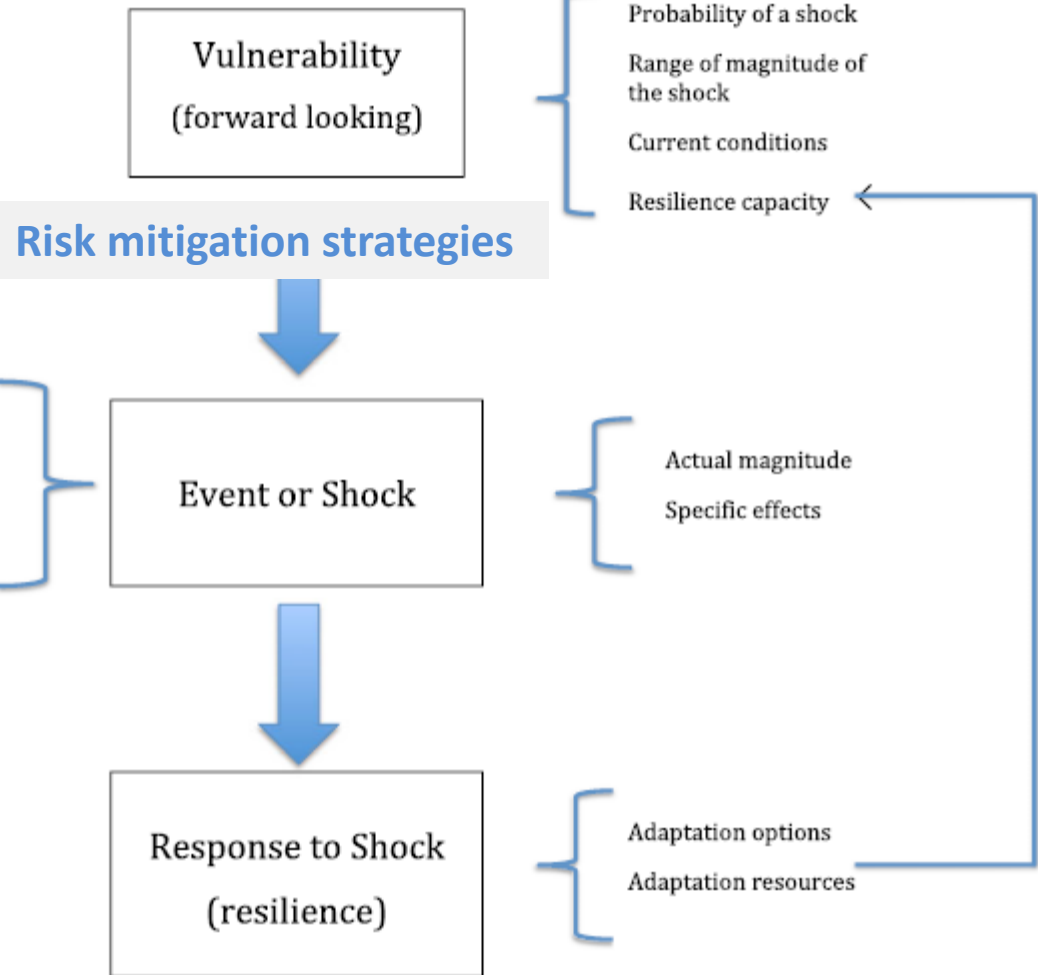 Vulnerability
(forward looking)
Probability of a shock
Range of magnitude of
the shock
Current conditions
Resilience capacity
Risk mitigation strategies
Event or Shock
Actual magnitude
Specific effects
Response to Shock
(resilience)
Adaptation options
Adaptation resources